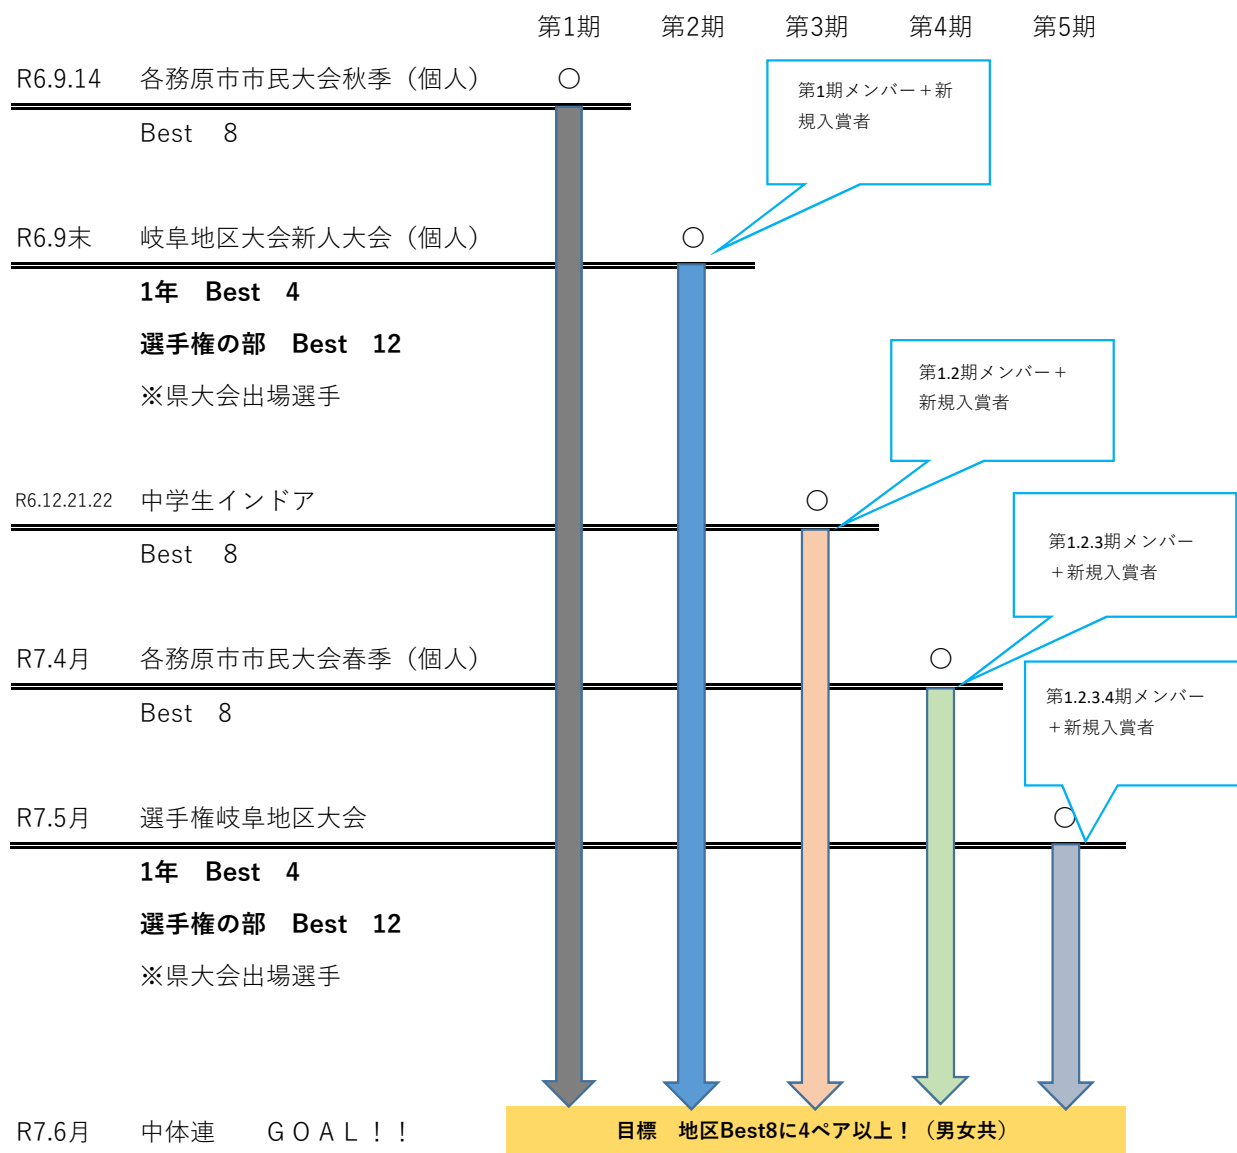 第1期 第2期 第3期 第4期 第5期
R6.9.14 各務原市市民大会秋季（個人） 〇
Best 8
第1期メンバー＋新
規入賞者
R6.9末 岐阜地区大会新人大会（個人） 〇
1年 Best 4
選手権の部 Best 12
※県大会出場選手
第1.2期メンバー＋
新規入賞者
R6.12.21.22 中学生インドア 〇
Best 8
第1.2.3期メンバー
＋新規入賞者
R7.4月 各務原市市民大会春季（個人） 〇
Best 8
第1.2.3.4期メンバー
＋新規入賞者
R7.5月 選手権岐阜地区大会 〇
1年 Best 4
選手権の部 Best 12
※県大会出場選手
R7.6月 中体連 ＧＯＡＬ！！ 目標 地区Best8に4ペア以上！（男女共）